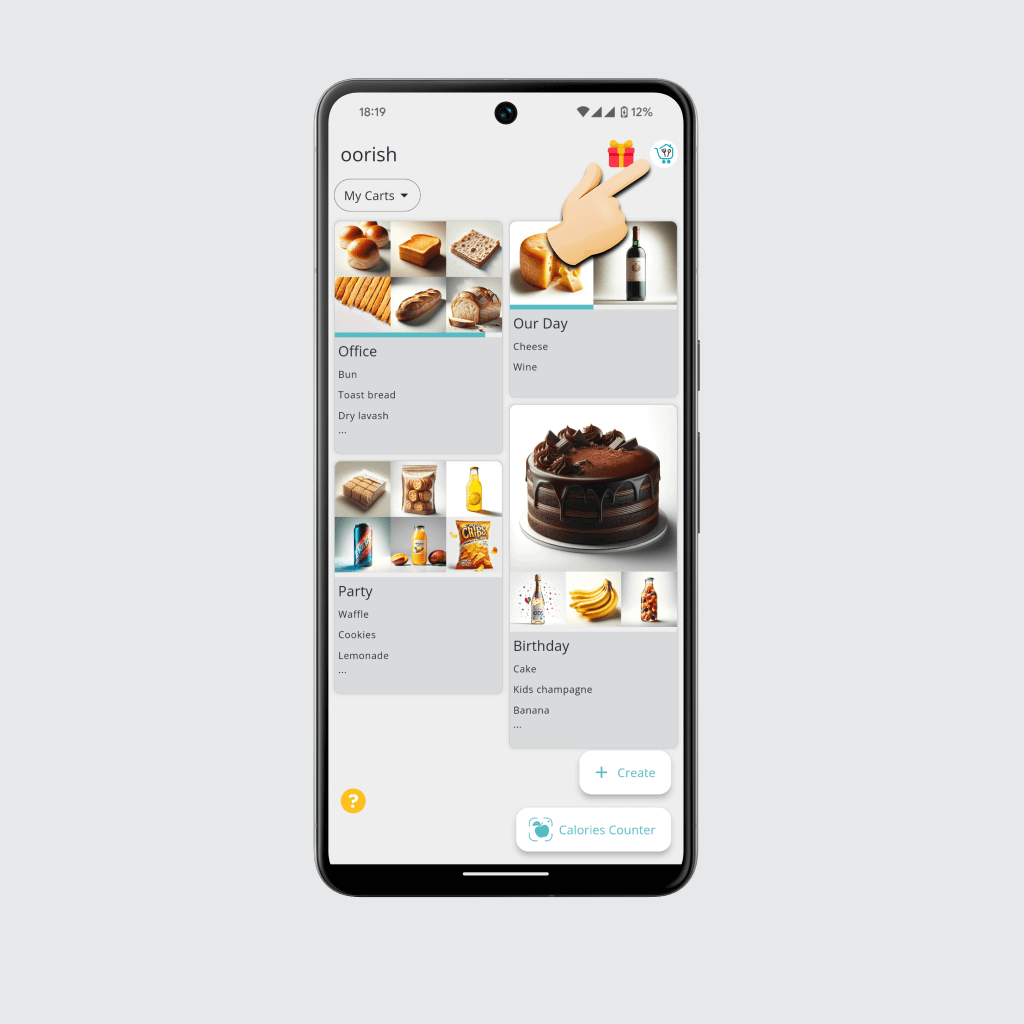 18:19
12%
oorish
My Carts
Office
Bun
Toast bread
Dry lavash
...
Our Day
Cheese
Wine
Party
Waffle
Cookies
Lemonade
...
Birthday
Cake
Kids champagne
Banana
...
+ Create
?
Calories Counter